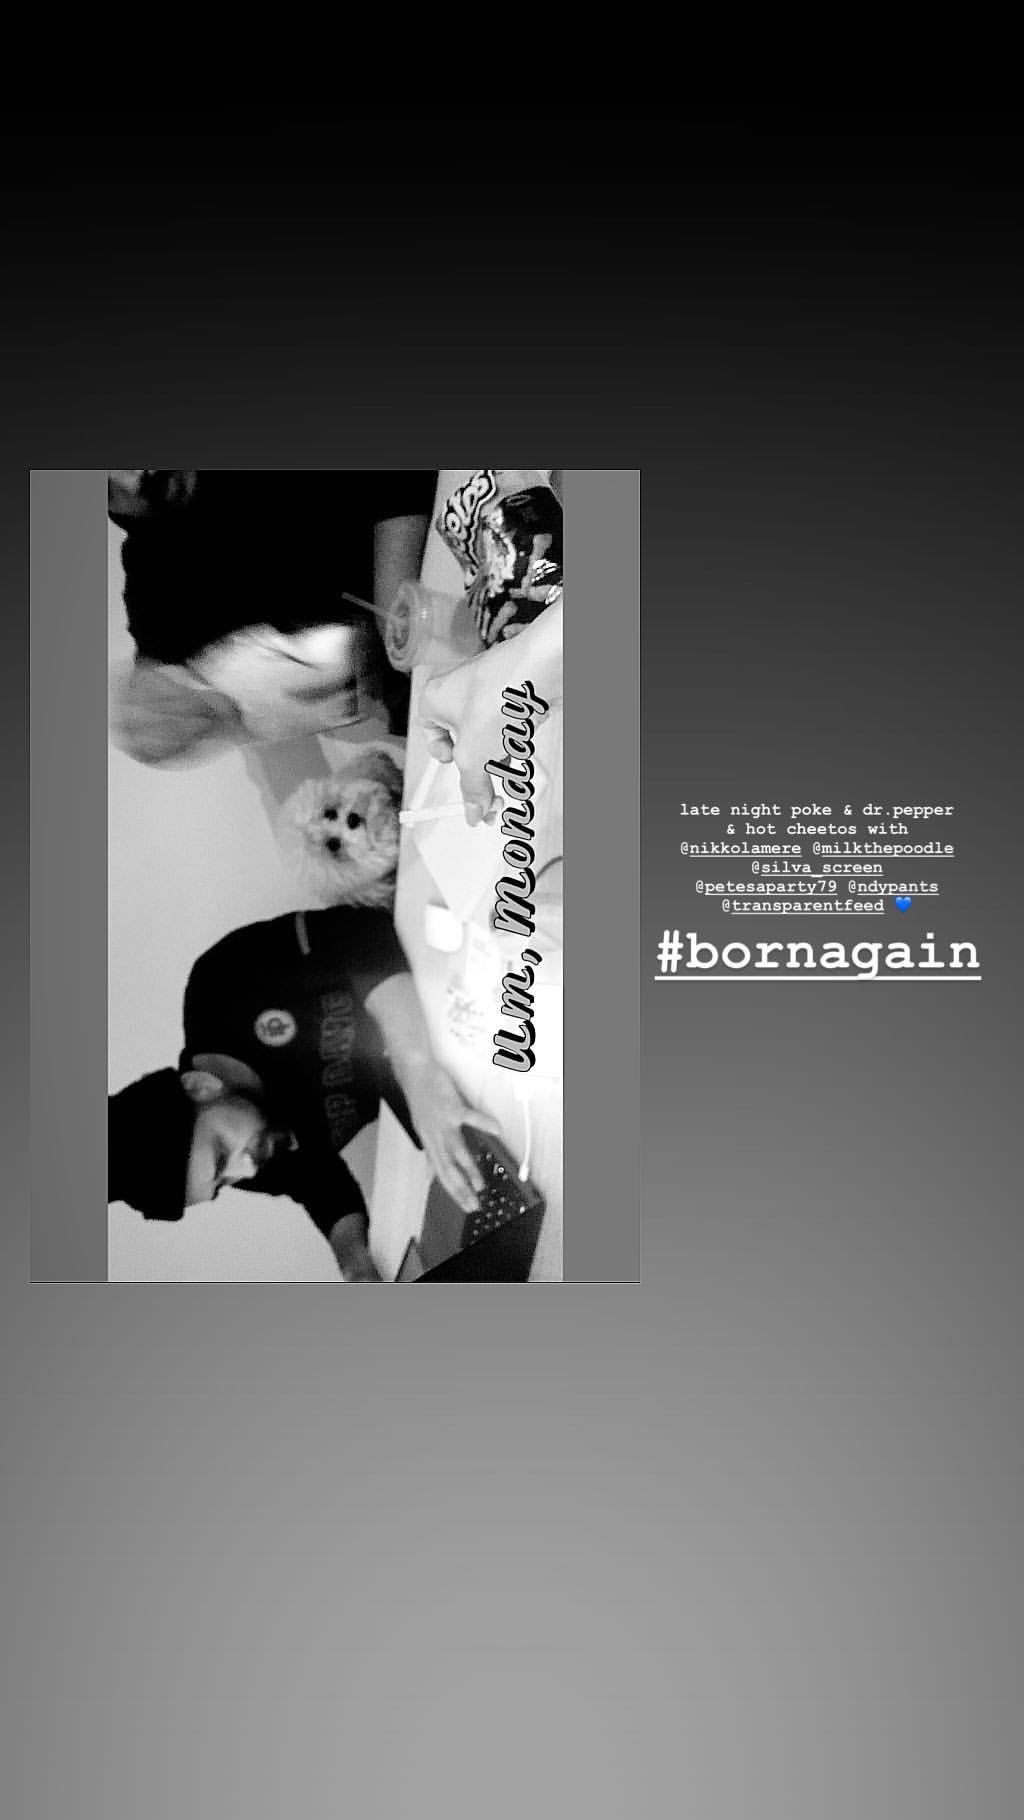 um, monday
late night poke & dr.pepper
& hot cheetos with
@nikkolamere @milkthepoodle
@silva_screen
@petesaparty79 @ndypants
@transparentfeed 💙
#bornagain